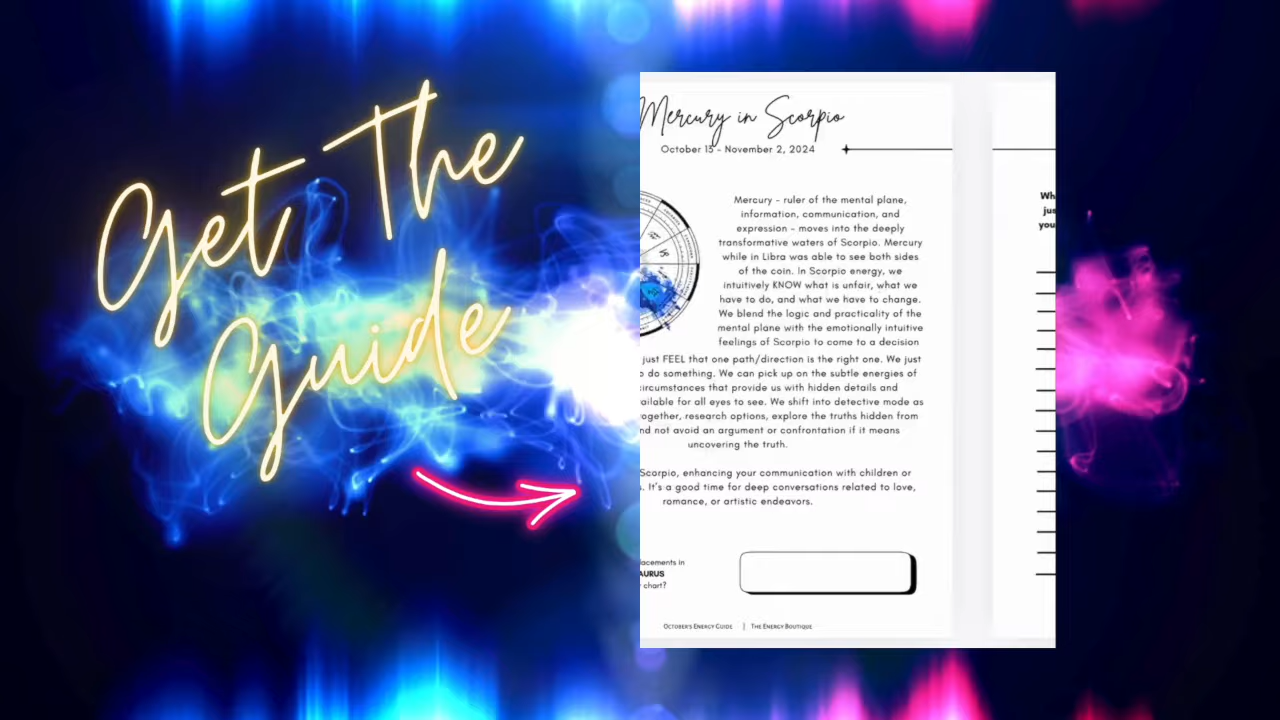 Get The
Guide
Mercury in Scorpio
October 15 - November 2, 2024
Mercury - ruler of the mental plane,
information, communication, and
expression - moves into the deeply
transformative waters of Scorpio. Mercury
while in Libra was able to see both sides
of the coin. In Scorpio energy, we
intuitively KNOW what is unfair, what we
have to do, and what we have to change.
We blend the logic and practicality of the
mental plane with the emotionally intuitive
feelings of Scorpio to come to a decision
just FEEL that one path/direction is the right one. We just
do something. We can pick up on the subtle energies of
circumstances that provide us with hidden details and
available for all eyes to see. We shift into detective mode as
together, research options, explore the truths hidden from
nd not avoid an argument or confrontation if it means
uncovering the truth.
Scorpio, enhancing your communication with children or
. It's a good time for deep conversations related to love,
romance, or artistic endeavors.
lacements in
AURUS
chart?
October's Energy Guide | The Energy Boutique
Wh
jus
you